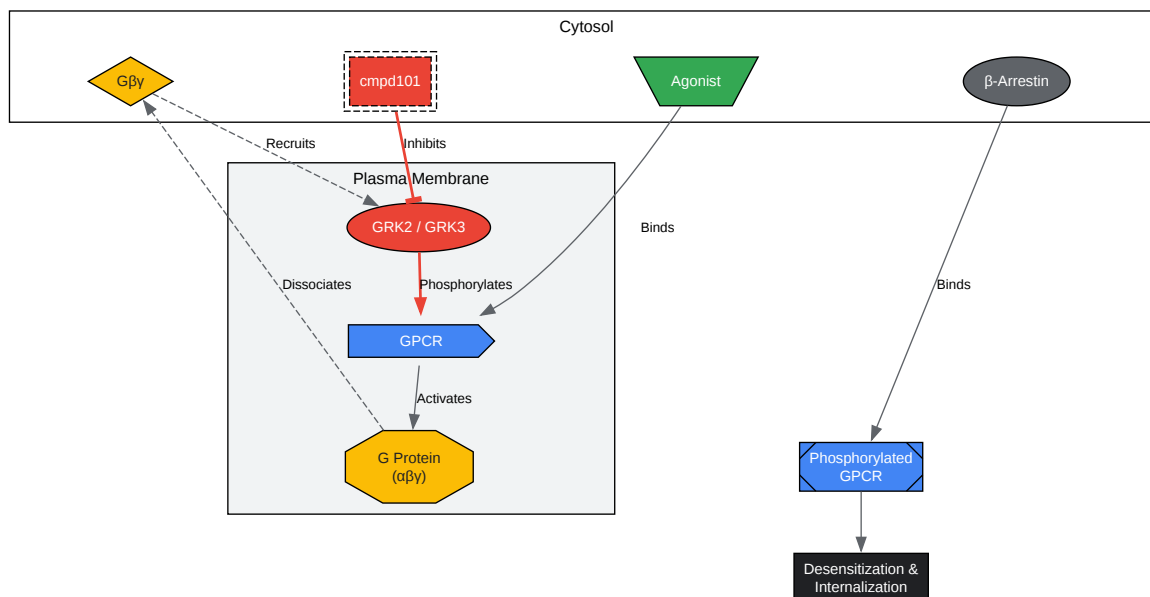 Cytosol
Gβγ
cmpd101
Agonist
β-Arrestin
Recruits
Inhibits
Plasma Membrane
GRK2 / GRK3
Binds
Dissociates
Phosphorylates
Binds
GPCR
Activates
G Protein
(αβγ)
Phosphorylated
GPCR
Desensitization &
Internalization